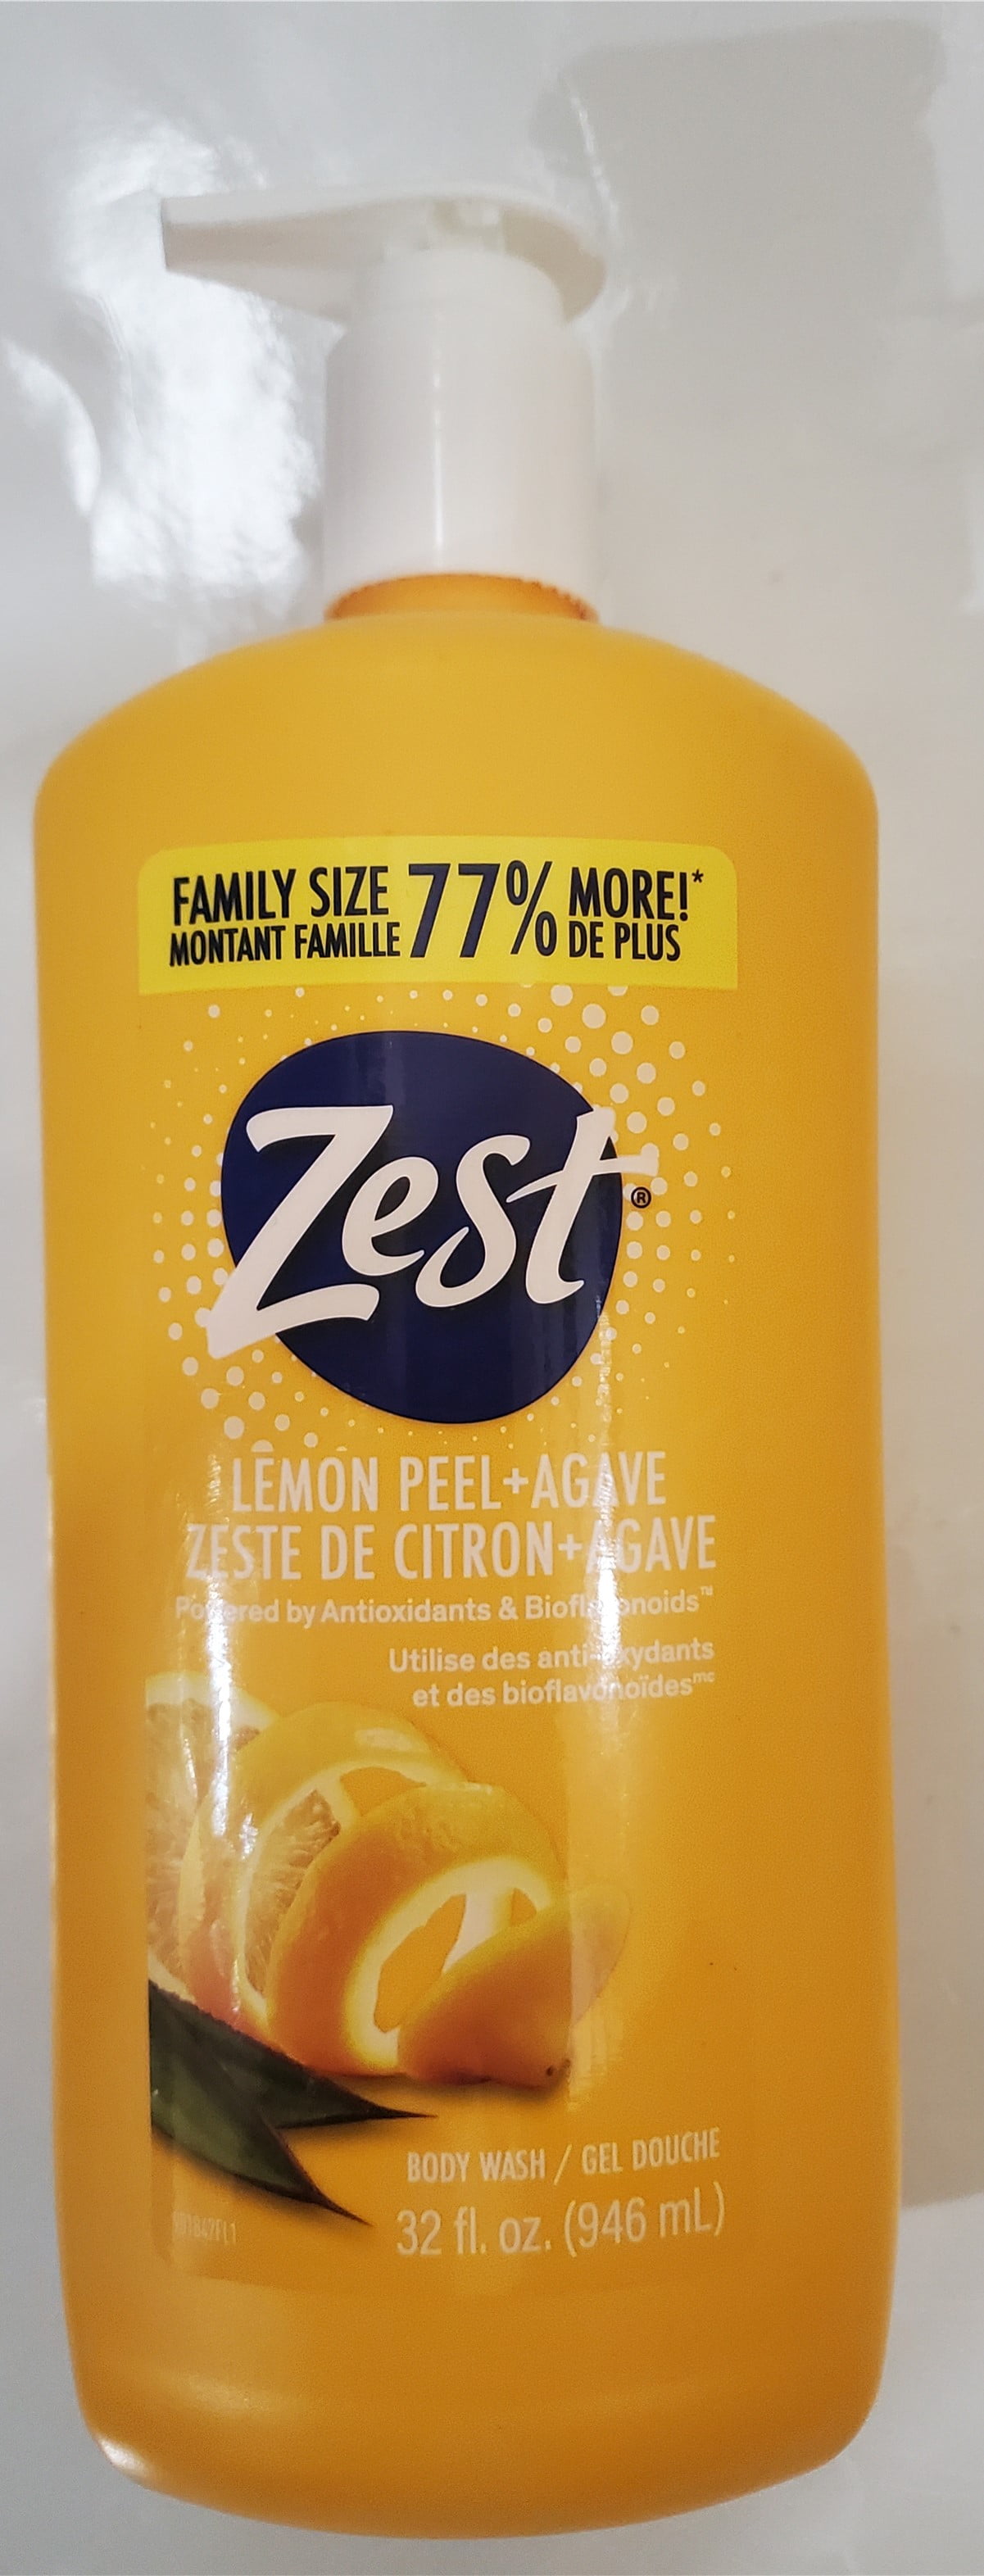 FAMILY SIZE 77% MORE!*
MONTANT FAMILLE DE PLUS
Zest®
LEMON PEEL+AGAVE
ZESTE DE CITRON+AGAVE
Powered by Antioxidants & Bioflavonoids™
Utilise des anti-oxydants
et des bioflavonoïdesᵐᶜ
BODY WASH / GEL DOUCHE
32 fl. oz. (946 mL)